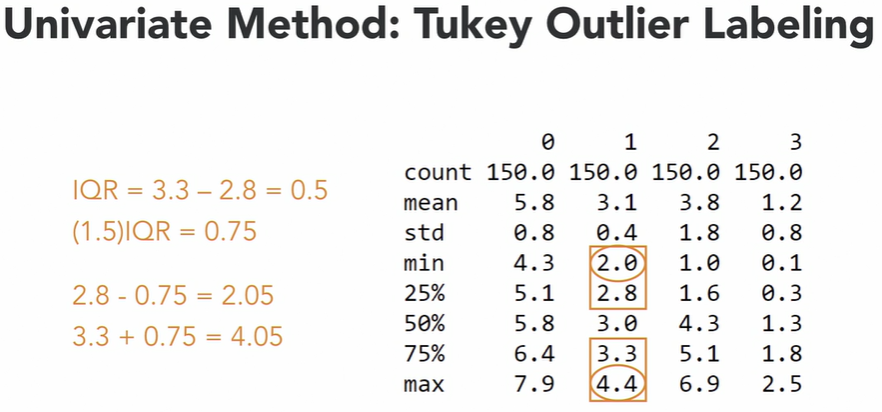 Univariate Method: Tukey Outlier Labeling
IQR = 3.3 – 2.8 = 0.5
(1.5)IQR = 0.75
2.8 - 0.75 = 2.05
3.3 + 0.75 = 4.05
0 1 2 3
count 150.0 150.0 150.0 150.0
mean 5.8 3.1 3.8 1.2
std 0.8 0.4 1.8 0.8
min 4.3 2.0 1.0 0.1
25% 5.1 2.8 1.6 0.3
50% 5.8 3.0 4.3 1.3
75% 6.4 3.3 5.1 1.8
max 7.9 4.4 6.9 2.5